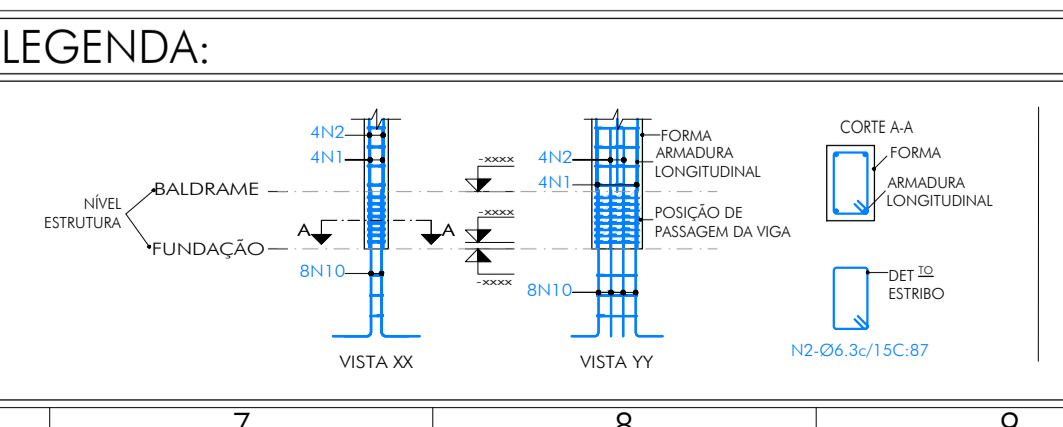 LEGENDA:
NÍVEL
ESTRUTURA
BALDRAME
FUNDAÇÃO
4N2
4N1
A
A
8N10
VISTA XX
-xxxx
-xxxx
-xxxx
4N2
4N1
8N10
FORMA
ARMADURA
LONGITUDINAL
POSIÇÃO DE
PASSAGEM DA VIGA
VISTA YY
CORTE A-A
FORMA
ARMADURA
LONGITUDINAL
DET TO
ESTRIBO
N2-Ø6.3c/15C:87
7
8
9